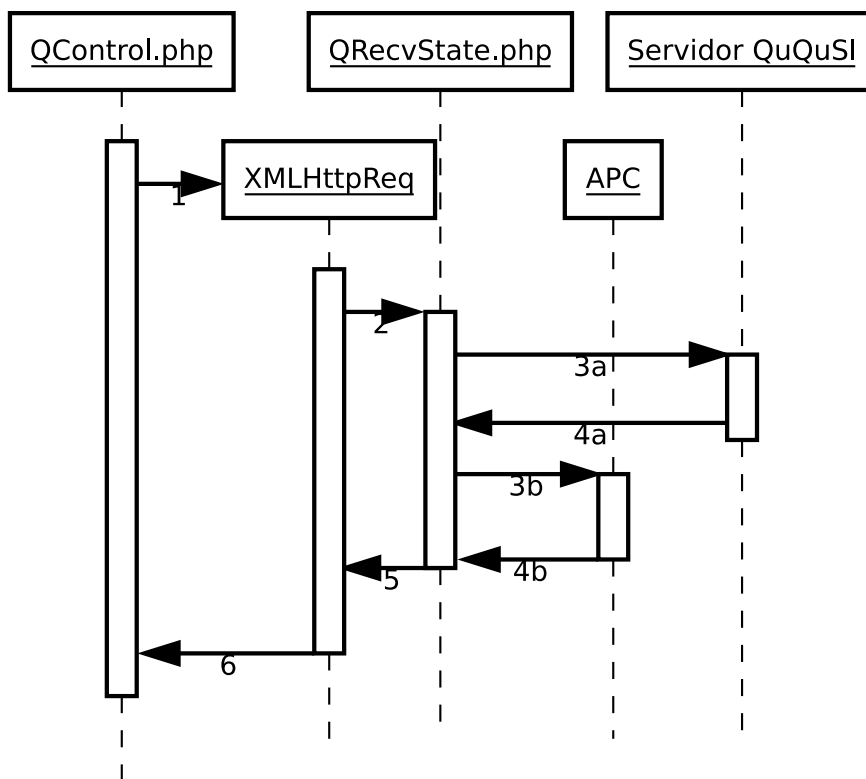 QControl.php
QRecvState.php
Servidor QuQuSI
XMLHttpReq
APC
1
2
3a
4a
3b
4b
5
6